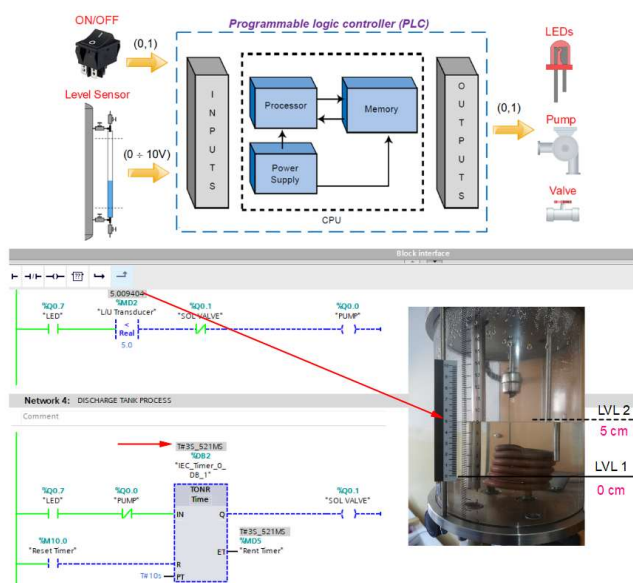 ON/OFF
Programmable logic controller (PLC)
LEDs
(0,1)
Level Sensor
INPUTS
Processor
Memory
OUTPUTS
(0,1)
Pump
(0 ÷ 10V)
Power
Supply
Valve
CPU
Block interface
5.009404
%Q0.7
%MD2
%Q0.1
%Q0.0
"LED"
"L/U Transducer"
"SOL VALVE"
"PUMP"
<
Real
5.0
Network 4: DISCHARGE TANK PROCESS
Comment
LVL 2
5 cm
LVL 1
0 cm
T#3S_521MS
%DB2
"IEC_Timer_0_
DB_1"
%Q0.7
%Q0.0
TONR
%Q0.1
"LED"
"PUMP"
Time
"SOL VALVE"
IN
Q
T#3S_521MS
%M10.0
%MD5
"Reset Timer"
ET
"Rent Timer"
R
T#10s
PT